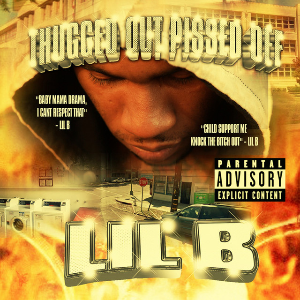 THUGGED OUT PISSED OFF
"BABY MAMA DRAMA,
I CANT RESPECT THAT"
- LIL B
"CHILD SUPPORT ME
KNOCK THE BITCH OUT" - LIL B
PARENTAL
ADVISORY
EXPLICIT CONTENT
LIL B